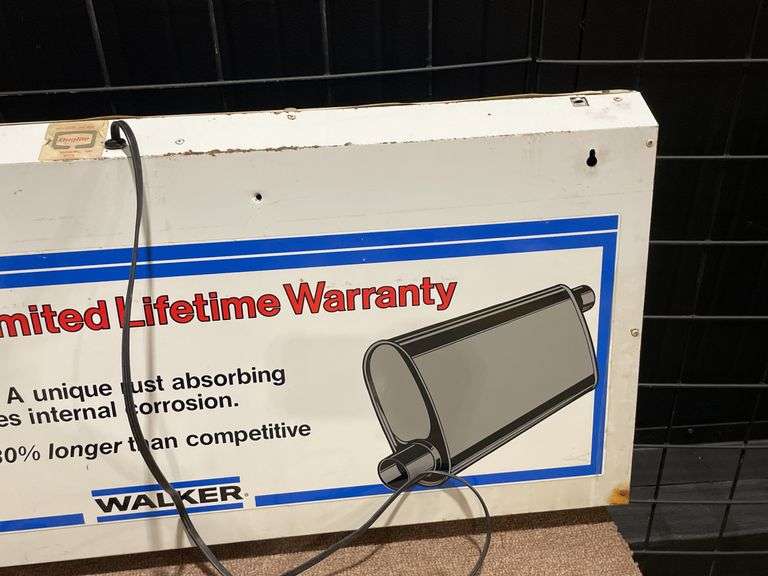 mited Lifetime Warranty
A unique rust absorbing
es internal corrosion.
30% longer than competitive
WALKER®